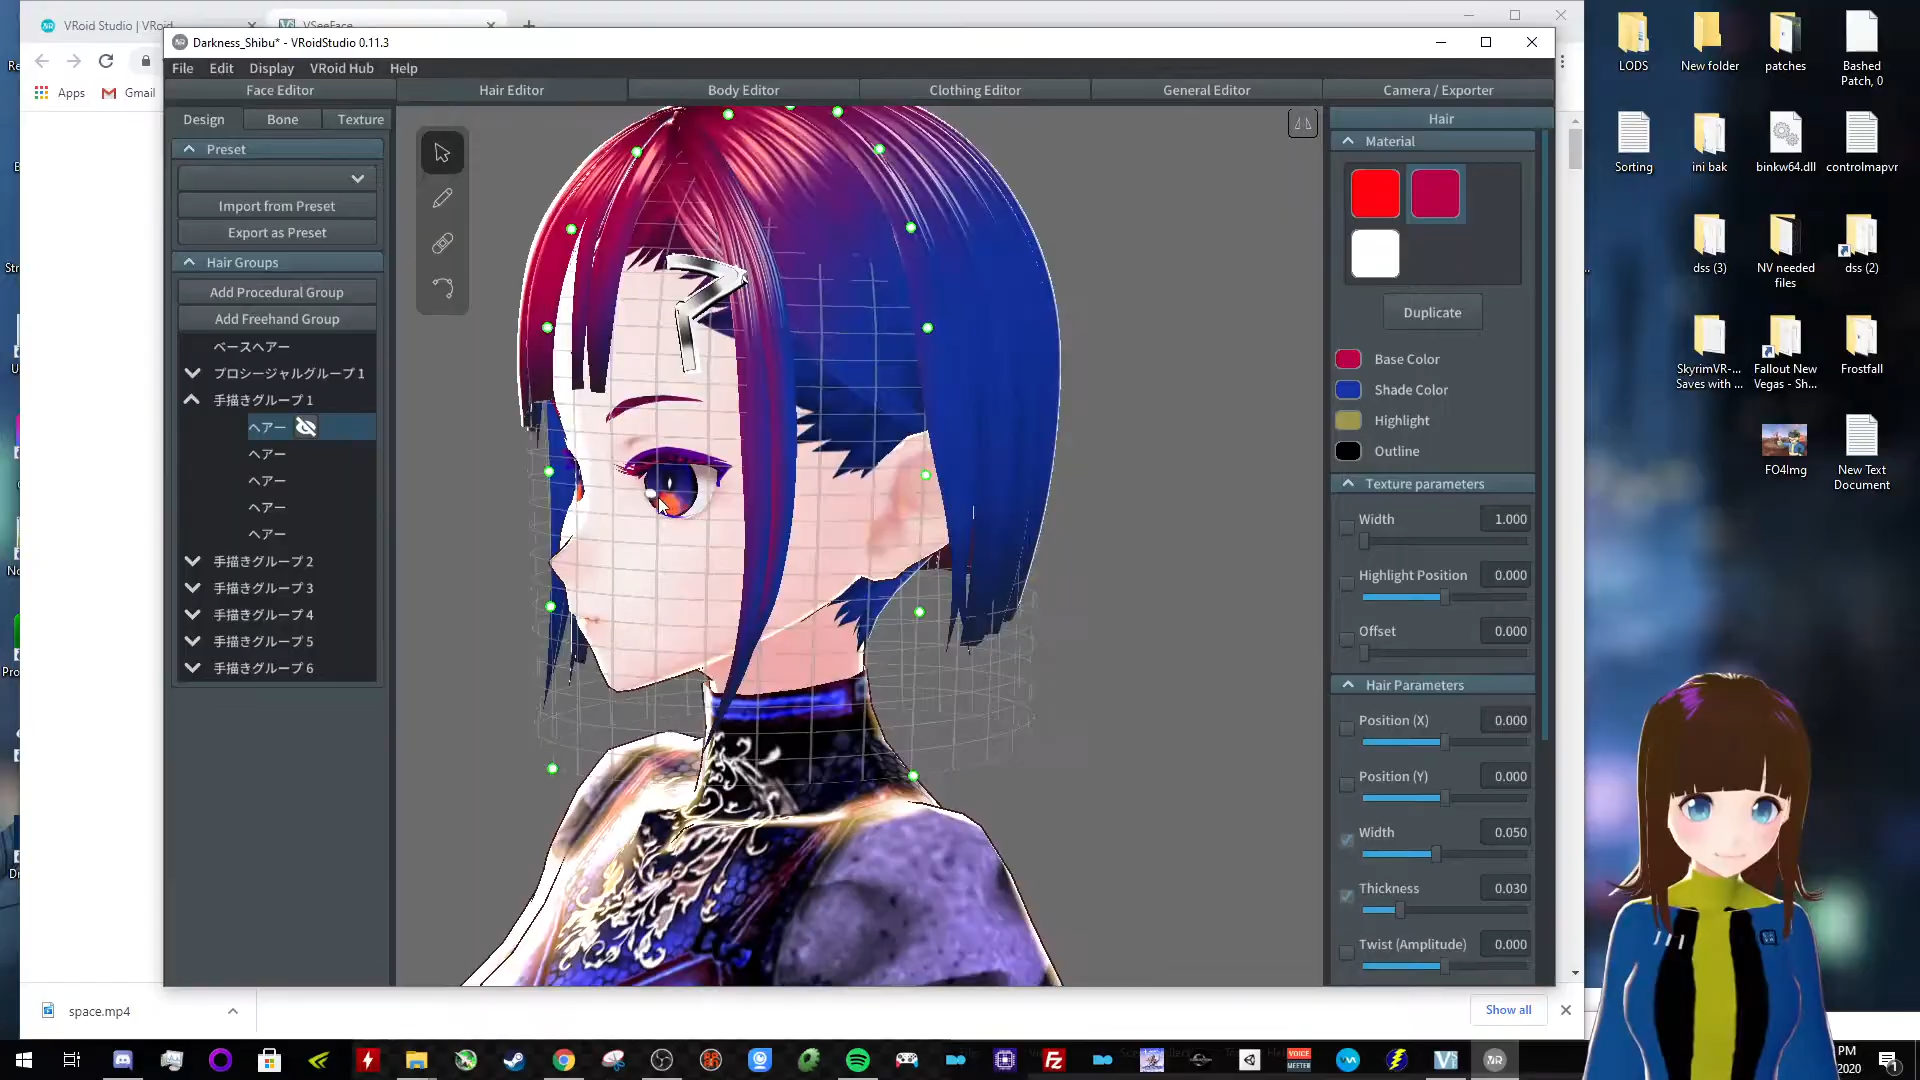 VRoid Studio | VRoid
VSeeFace
Darkness_Shibu* - VRoidStudio 0.11.3
File Edit Display VRoid Hub Help
Apps
Gmail
Face Editor
Hair Editor
Body Editor
Clothing Editor
General Editor
Camera / Exporter
Design
Bone
Texture
Preset
Import from Preset
Export as Preset
Hair Groups
Add Procedural Group
Add Freehand Group
ベースヘアー
プロシージャルグループ 1
手描きグループ 1
ヘアー
ヘアー
ヘアー
ヘアー
ヘアー
手描きグループ 2
手描きグループ 3
手描きグループ 4
手描きグループ 5
手描きグループ 6
Hair
Material
Duplicate
Base Color
Shade Color
Highlight
Outline
Texture parameters
Width 1.000
Highlight Position 0.000
Offset 0.000
Hair Parameters
Position (X) 0.000
Position (Y) 0.000
Width 0.050
Thickness 0.030
Twist (Amplitude) 0.000
LODS
New folder
patches
Bashed
Patch, 0
Sorting
ini bak
binkw64.dll
controlmapvr
dss (3)
NV needed
files
dss (2)
SkyrimVR-...
Saves with ...
Fallout New
Vegas - Sh...
Frostfall
FO4Img
New Text
Document
space.mp4
Show all
VOICE
MEETER
PM
2020
1